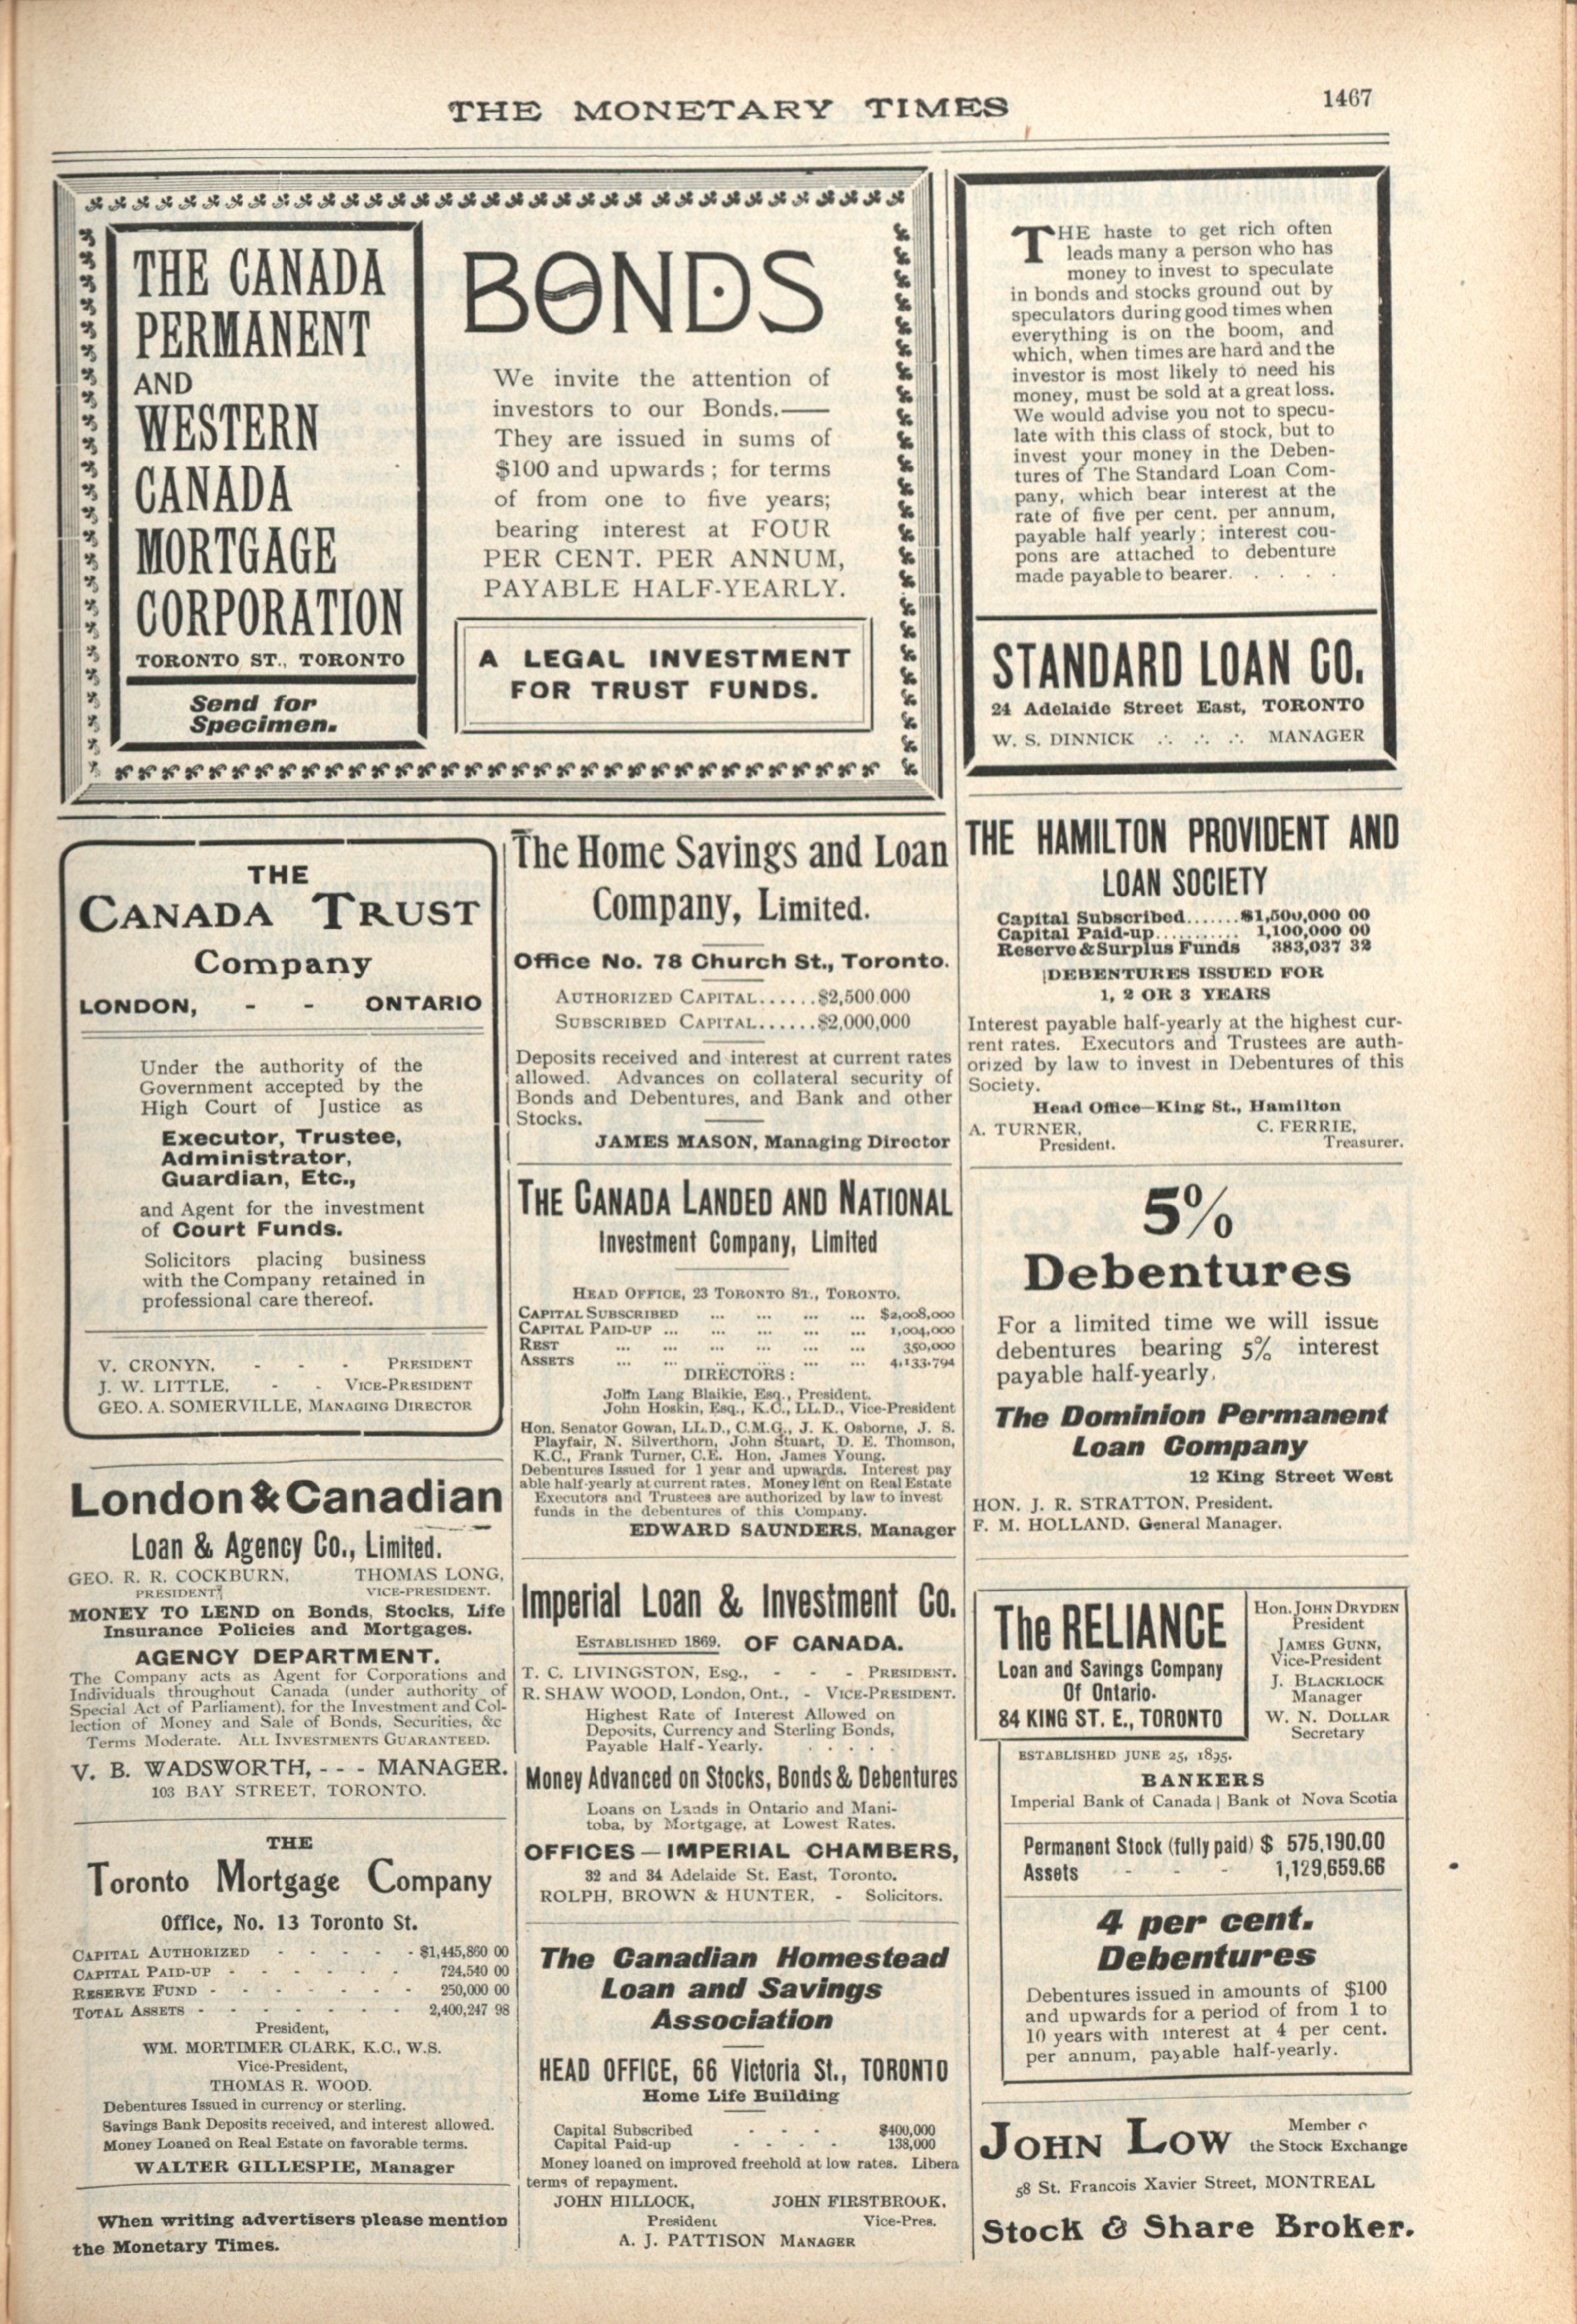 THE MONETARY TIMES
1467
THE CANADA
PERMANENT
AND
WESTERN
CANADA
MORTGAGE
CORPORATION
TORONTO ST., TORONTO
Send for
Specimen.
BONDS
We invite the attention of
investors to our Bonds.—
They are issued in sums of
$100 and upwards; for terms
of from one to five years;
bearing interest at FOUR
PER CENT. PER ANNUM,
PAYABLE HALF-YEARLY.
A LEGAL INVESTMENT
FOR TRUST FUNDS.
THE haste to get rich often
leads many a person who has
money to invest to speculate
in bonds and stocks ground out by
speculators during good times when
everything is on the boom, and
which, when times are hard and the
investor is most likely to need his
money, must be sold at a great loss.
We would advise you not to specu-
late with this class of stock, but to
invest your money in the Deben-
tures of The Standard Loan Com-
pany, which bear interest at the
rate of five per cent. per annum,
payable half yearly; interest cou-
pons are attached to debenture
made payable to bearer. . . . .
STANDARD LOAN CO.
24 Adelaide Street East, TORONTO
W. S. DINNICK ∴ ∴ ∴ MANAGER
THE
CANADA TRUST
Company
LONDON, - - ONTARIO
Under the authority of the
Government accepted by the
High Court of Justice as
Executor, Trustee,
Administrator,
Guardian, Etc.,
and Agent for the investment
of Court Funds.
Solicitors placing business
with the Company retained in
professional care thereof.
V. CRONYN, - - - PRESIDENT
J. W. LITTLE, - - VICE-PRESIDENT
GEO. A. SOMERVILLE, MANAGING DIRECTOR
London & Canadian
Loan & Agency Co., Limited.
GEO. R. R. COCKBURN, THOMAS LONG,
PRESIDENT VICE-PRESIDENT.
MONEY TO LEND on Bonds, Stocks, Life
Insurance Policies and Mortgages.
AGENCY DEPARTMENT.
The Company acts as Agent for Corporations and
Individuals throughout Canada (under authority of
Special Act of Parliament), for the Investment and Col-
lection of Money and Sale of Bonds, Securities, &c
Terms Moderate. ALL INVESTMENTS GUARANTEED.
V. B. WADSWORTH, - - - MANAGER.
103 BAY STREET, TORONTO.
THE
Toronto Mortgage Company
Office, No. 13 Toronto St.
CAPITAL AUTHORIZED - - - - - $1,445,860 00
CAPITAL PAID-UP - - - - - - 724,540 00
RESERVE FUND - - - - - - - 250,000 00
TOTAL ASSETS - - - - - - 2,400,247 98
President,
WM. MORTIMER CLARK, K.C., W.S.
Vice-President,
THOMAS R. WOOD.
Debentures Issued in currency or sterling.
Savings Bank Deposits received, and interest allowed.
Money Loaned on Real Estate on favorable terms.
WALTER GILLESPIE, Manager
When writing advertisers please mention
the Monetary Times.
The Home Savings and Loan
Company, Limited.
Office No. 78 Church St., Toronto.
AUTHORIZED CAPITAL......$2,500.000
SUBSCRIBED CAPITAL......$2,000,000
Deposits received and interest at current rates
allowed. Advances on collateral security of
Bonds and Debentures, and Bank and other
Stocks.
JAMES MASON, Managing Director
THE CANADA LANDED AND NATIONAL
Investment Company, Limited
HEAD OFFICE, 23 TORONTO ST., TORONTO.
CAPITAL SUBSCRIBED ... ... ... ... $2,008,000
CAPITAL PAID-UP ... ... ... ... ... 1,004,000
REST ... ... ... ... ... ... 350,000
ASSETS ... ... ... ... ... 4,133,794
DIRECTORS:
John Lang Blaikie, Esq., President.
John Hoskin, Esq., K.C., LL.D., Vice-President
Hon. Senator Gowan, LL.D., C.M.G., J. K. Osborne, J. S.
Playfair, N. Silverthorn, John Stuart, D. E. Thomson,
K.C., Frank Turner, C.E. Hon. James Young.
Debentures Issued for 1 year and upwards. Interest pay
able half-yearly at current rates. Money lent on Real Estate
Executors and Trustees are authorized by law to invest
funds in the debentures of this Company.
EDWARD SAUNDERS, Manager
Imperial Loan & Investment Co.
ESTABLISHED 1869. OF CANADA.
T. C. LIVINGSTON, ESQ., - - - PRESIDENT.
R. SHAW WOOD, London, Ont., - VICE-PRESIDENT.
Highest Rate of Interest Allowed on
Deposits, Currency and Sterling Bonds,
Payable Half-Yearly. . . . . .
Money Advanced on Stocks, Bonds & Debentures
Loans on Lands in Ontario and Mani-
toba, by Mortgage, at Lowest Rates.
OFFICES — IMPERIAL CHAMBERS,
32 and 34 Adelaide St. East, Toronto.
ROLPH, BROWN & HUNTER, - Solicitors.
The Canadian Homestead
Loan and Savings
Association
HEAD OFFICE, 66 Victoria St., TORONTO
Home Life Building
Capital Subscribed - - - $400,000
Capital Paid-up - - - - 138,000
Money loaned on improved freehold at low rates. Libera
terms of repayment.
JOHN HILLOCK, JOHN FIRSTBROOK,
President Vice-Pres.
A. J. PATTISON MANAGER
THE HAMILTON PROVIDENT AND
LOAN SOCIETY
Capital Subscribed.......$1,500,000 00
Capital Paid-up........... 1,100,000 00
Reserve & Surplus Funds 383,037 32
DEBENTURES ISSUED FOR
1, 2 OR 3 YEARS
Interest payable half-yearly at the highest cur-
rent rates. Executors and Trustees are auth-
orized by law to invest in Debentures of this
Society.
Head Office—King St., Hamilton
A. TURNER, C. FERRIE,
President. Treasurer.
5%
Debentures
For a limited time we will issue
debentures bearing 5% interest
payable half-yearly.
The Dominion Permanent
Loan Company
12 King Street West
HON. J. R. STRATTON, President.
F. M. HOLLAND, General Manager.
The RELIANCE
Loan and Savings Company
Of Ontario.
84 KING ST. E., TORONTO
Hon. JOHN DRYDEN
President
JAMES GUNN,
Vice-President
J. BLACKLOCK
Manager
W. N. DOLLAR
Secretary
ESTABLISHED JUNE 25, 1895.
BANKERS
Imperial Bank of Canada | Bank of Nova Scotia
Permanent Stock (fully paid) $ 575,190.00
Assets - - - 1,129,659.66
4 per cent.
Debentures
Debentures issued in amounts of $100
and upwards for a period of from 1 to
10 years with interest at 4 per cent.
per annum, payable half-yearly.
JOHN LOW
Member o
the Stock Exchange
58 St. Francois Xavier Street, MONTREAL
Stock & Share Broker.